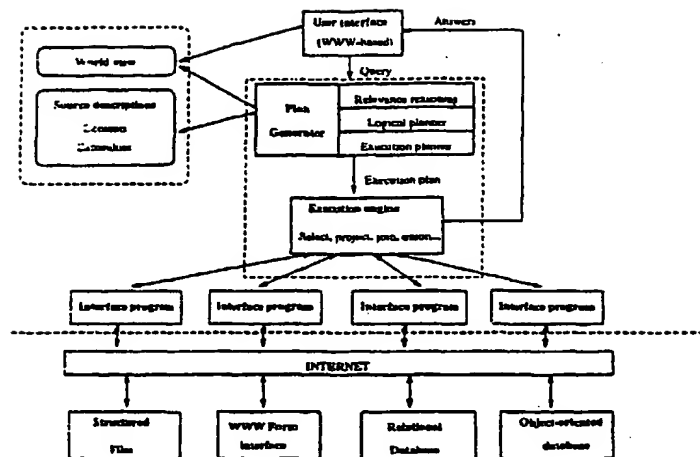 User interface
(WWW-based)
Answers
Query
World view
Source descriptions
Contents
Plan
Generator
Relevance reasoning
Logical planner
Execution planner
Execution plan
Execution engine
Select, project, join, union...
Interface program
Interface program
Interface program
Interface program
INTERNET
Structured
Files
WWW Form
interface
Relational
Database
Object-oriented
database